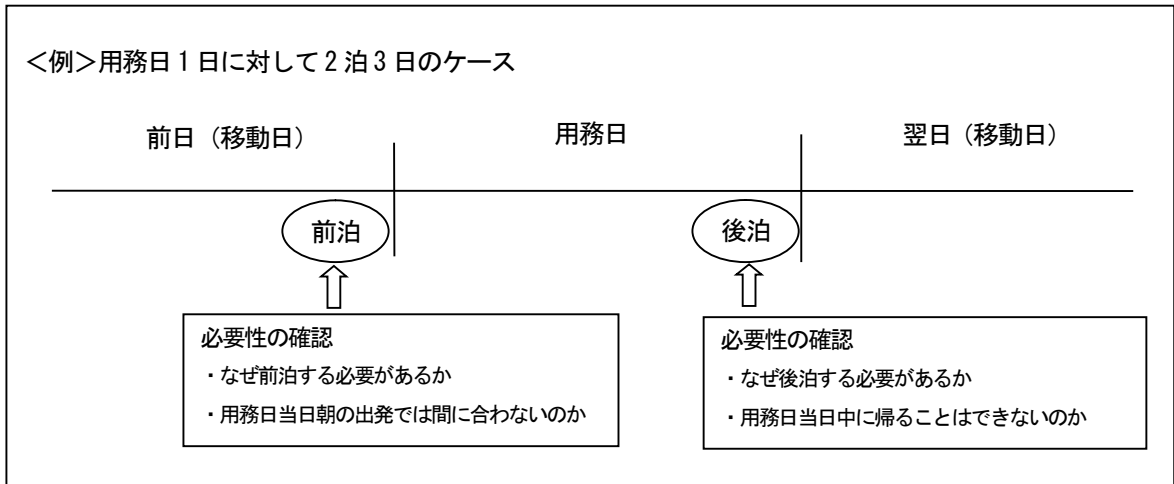 ＜例＞用務日１日に対して２泊３日のケース
前日（移動日）
用務日
翌日（移動日）
前泊
後泊
必要性の確認
・なぜ前泊する必要があるか
・用務日当日朝の出発では間に合わないのか
必要性の確認
・なぜ後泊する必要があるか
・用務日当日中に帰ることはできないのか